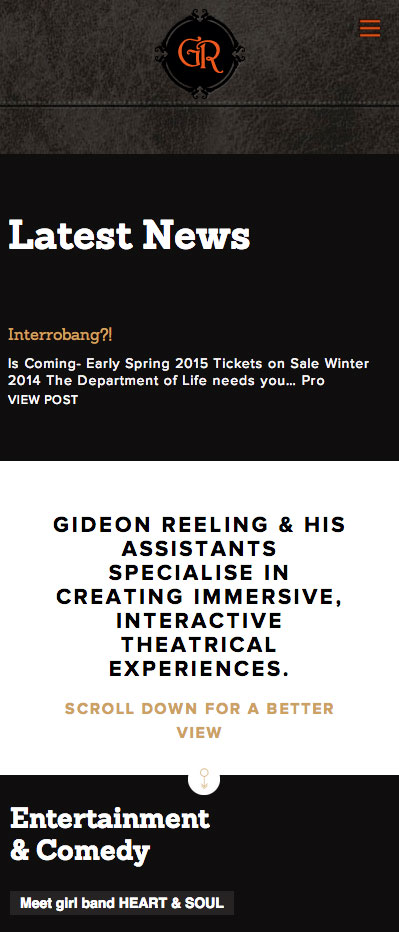 GR
Latest News
Interrobang?!
Is Coming- Early Spring 2015 Tickets on Sale Winter
2014 The Department of Life needs you... Pro
VIEW POST
GIDEON REELING & HIS
ASSISTANTS
SPECIALISE IN
CREATING IMMERSIVE,
INTERACTIVE
THEATRICAL
EXPERIENCES.
SCROLL DOWN FOR A BETTER
VIEW
Entertainment
& Comedy
Meet girl band HEART & SOUL